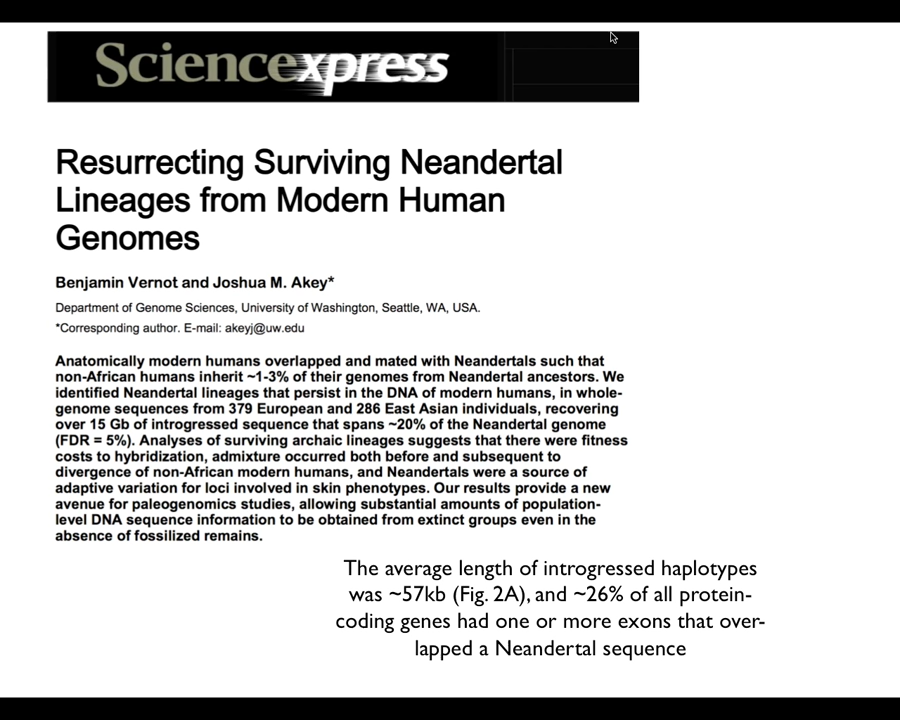 Sciencexpress
Resurrecting Surviving Neandertal
Lineages from Modern Human
Genomes
Benjamin Vernot and Joshua M. Akey*
Department of Genome Sciences, University of Washington, Seattle, WA, USA.
*Corresponding author. E-mail: akeyj@uw.edu
Anatomically modern humans overlapped and mated with Neandertals such that
non-African humans inherit ~1-3% of their genomes from Neandertal ancestors. We
identified Neandertal lineages that persist in the DNA of modern humans, in whole-
genome sequences from 379 European and 286 East Asian individuals, recovering
over 15 Gb of introgressed sequence that spans ~20% of the Neandertal genome
(FDR = 5%). Analyses of surviving archaic lineages suggests that there were fitness
costs to hybridization, admixture occurred both before and subsequent to
divergence of non-African modern humans, and Neandertals were a source of
adaptive variation for loci involved in skin phenotypes. Our results provide a new
avenue for paleogenomics studies, allowing substantial amounts of population-
level DNA sequence information to be obtained from extinct groups even in the
absence of fossilized remains.
The average length of introgressed haplotypes
was ~57kb (Fig. 2A), and ~26% of all protein-
coding genes had one or more exons that over-
lapped a Neandertal sequence